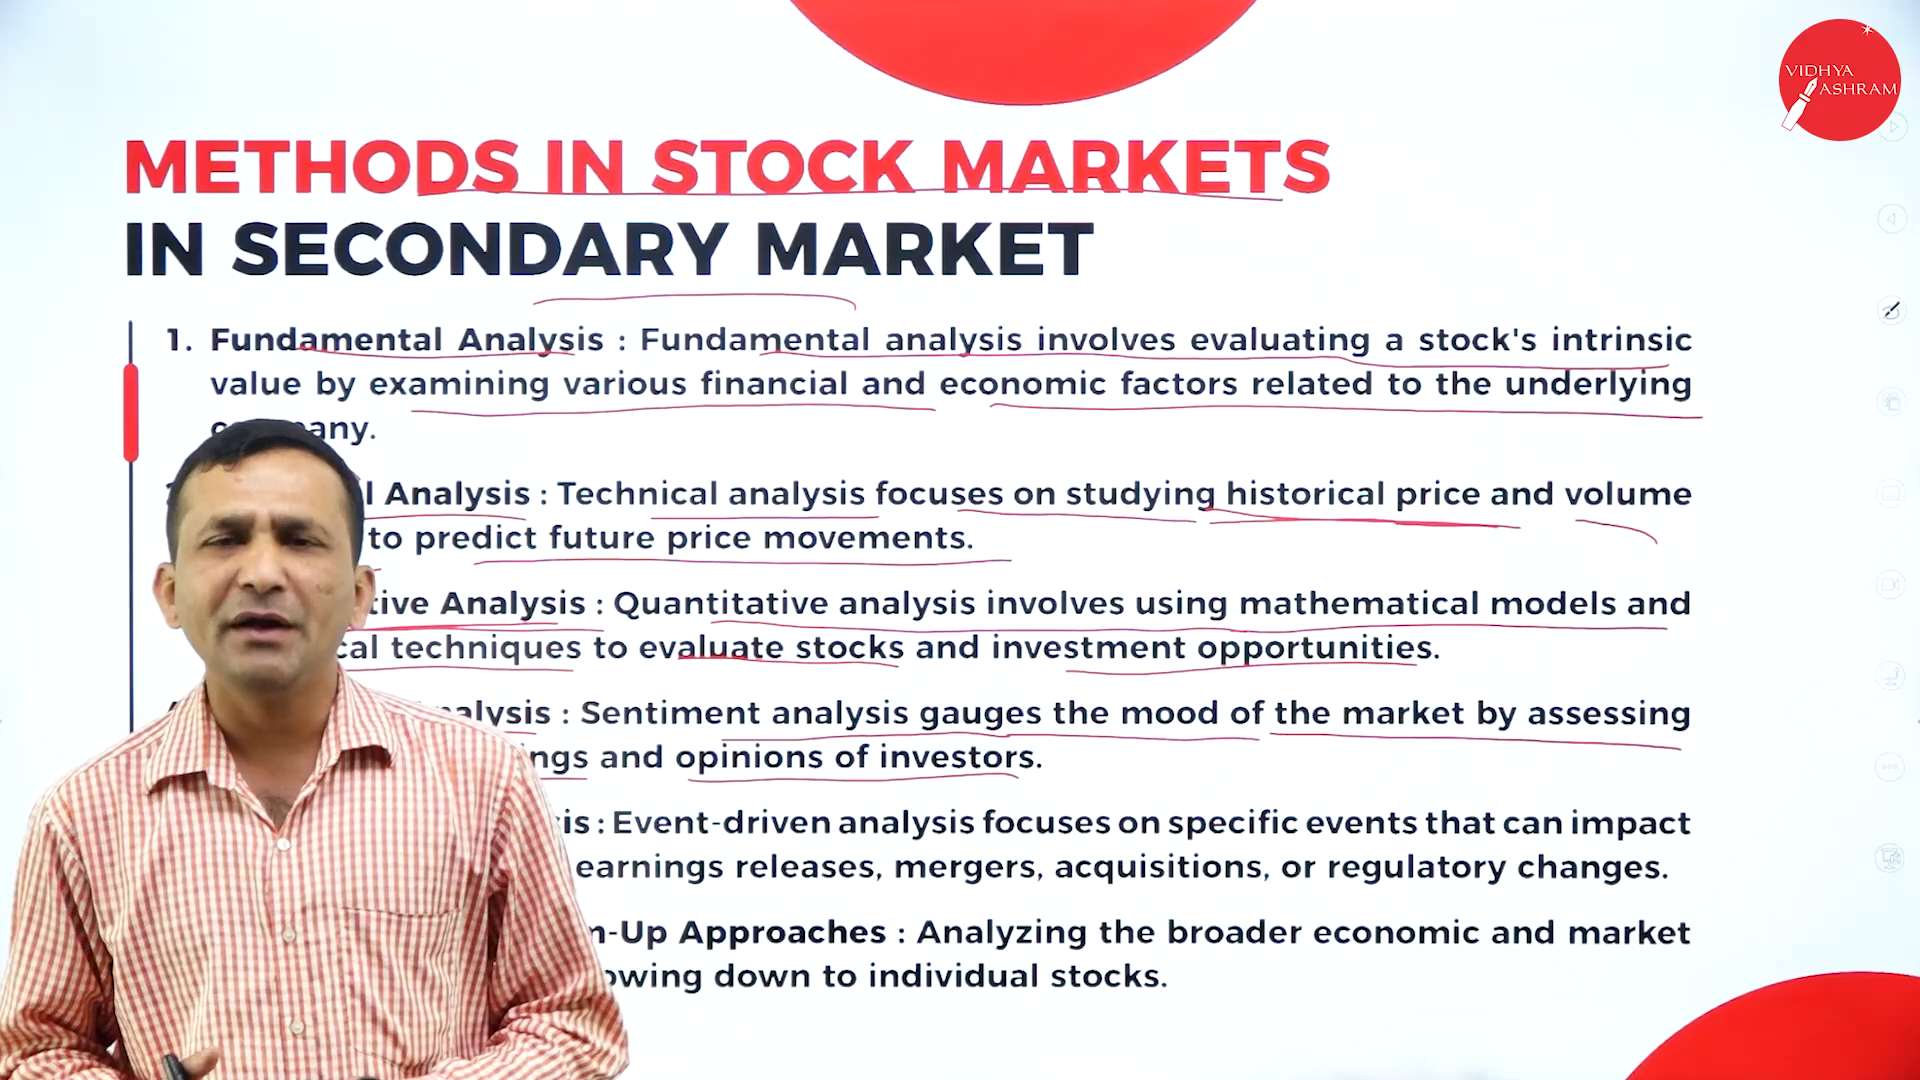 VIDHYA
ASHRAM
METHODS IN STOCK MARKETS
IN SECONDARY MARKET
1. Fundamental Analysis : Fundamental analysis involves evaluating a stock's intrinsic
value by examining various financial and economic factors related to the underlying
any.
Analysis : Technical analysis focuses on studying historical price and volume
to predict future price movements.
tive Analysis : Quantitative analysis involves using mathematical models and
cal techniques to evaluate stocks and investment opportunities.
alysis : Sentiment analysis gauges the mood of the market by assessing
ngs and opinions of investors.
is : Event-driven analysis focuses on specific events that can impact
earnings releases, mergers, acquisitions, or regulatory changes.
-Up Approaches : Analyzing the broader economic and market
owing down to individual stocks.